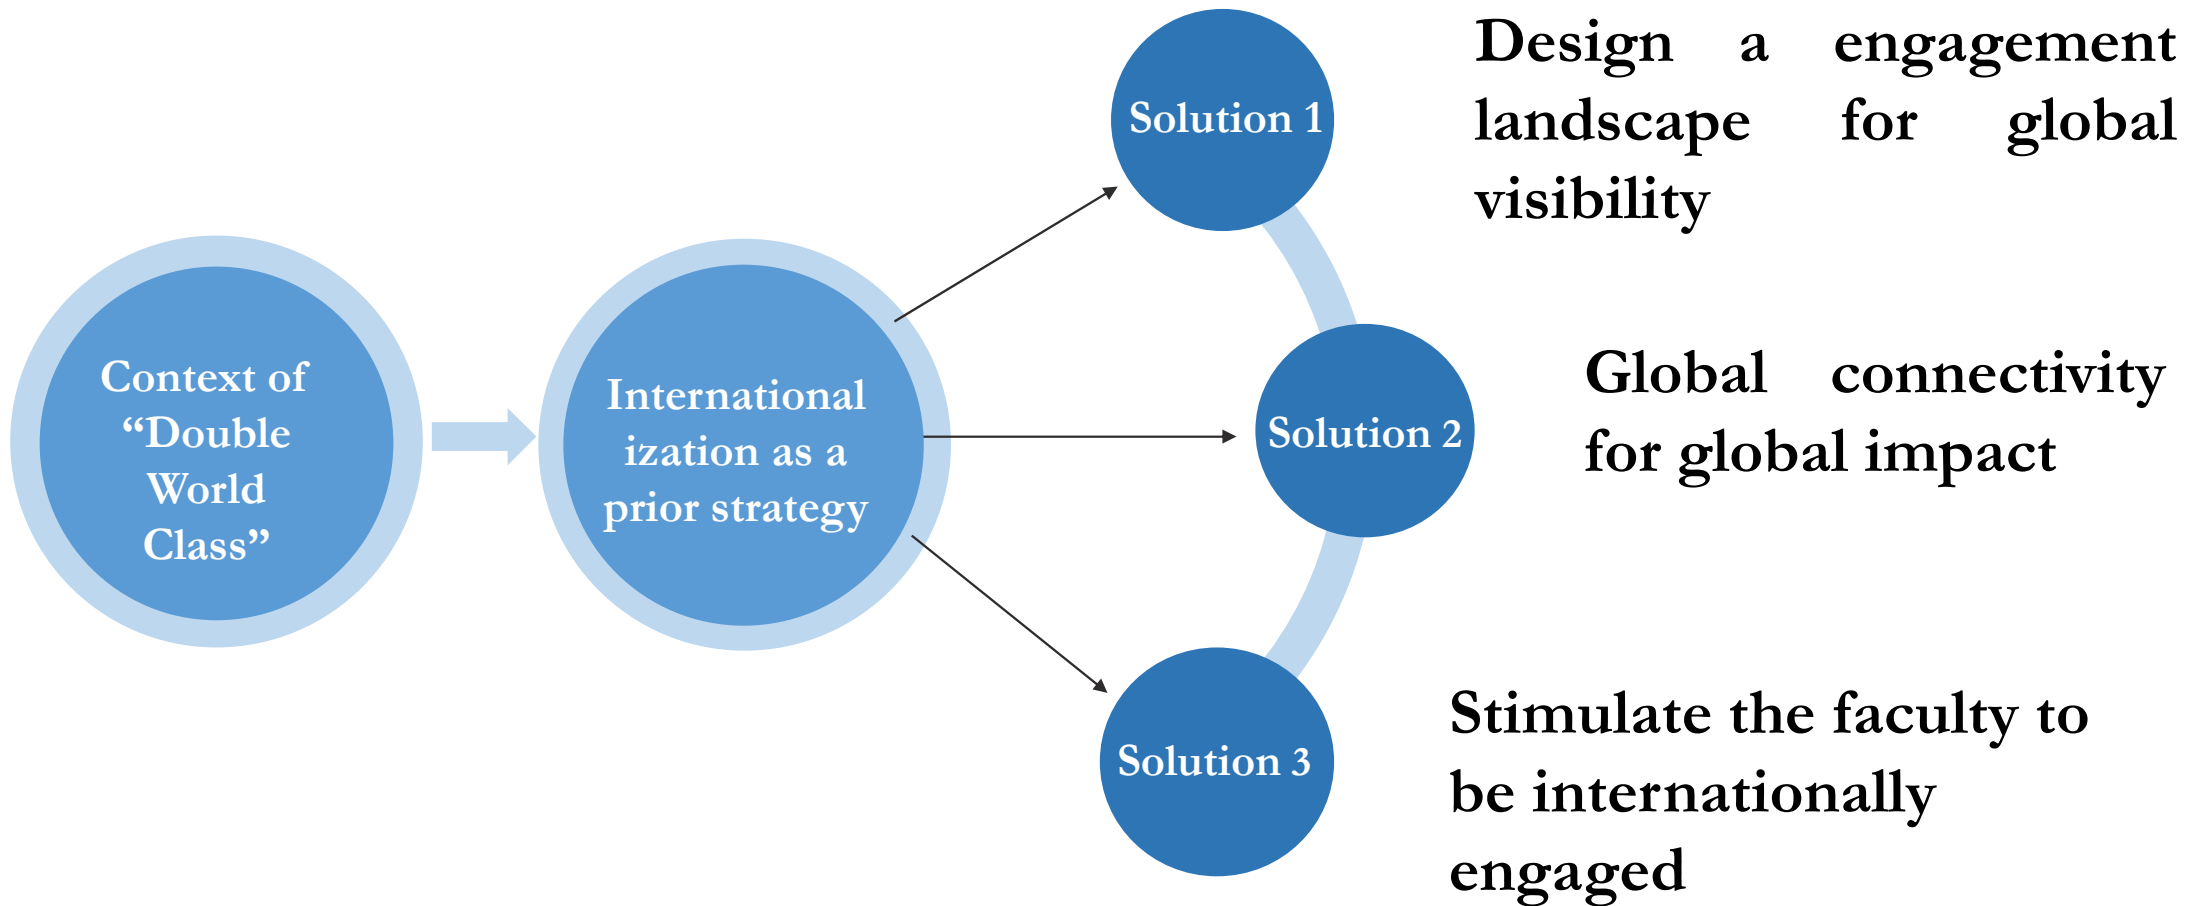 Context of
“Double
World
Class”
International
ization as a
prior strategy
Solution 1
Design a engagement
landscape for global
visibility
Solution 2
Global connectivity
for global impact
Solution 3
Stimulate the faculty to
be internationally
engaged